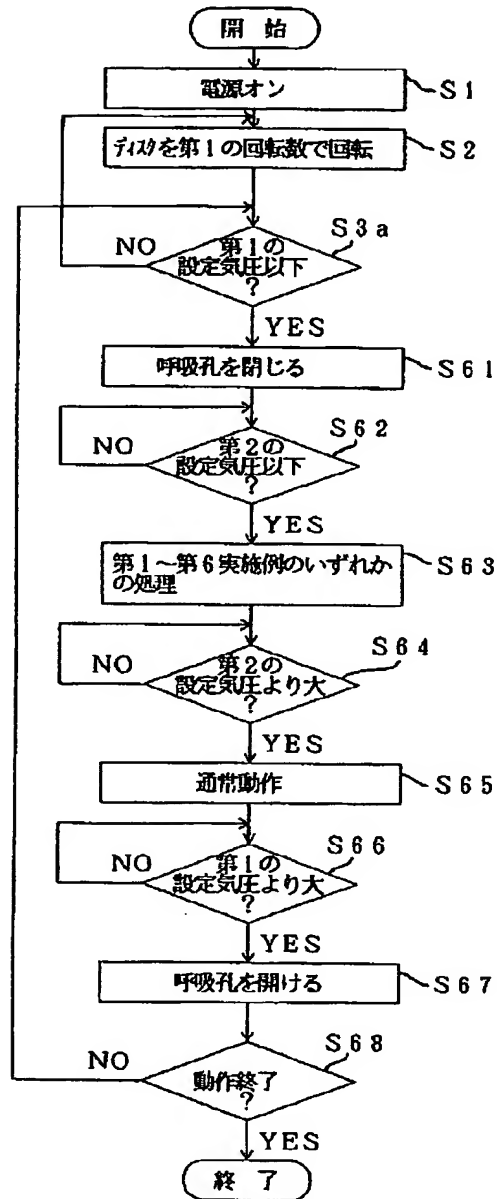 開 始
電源オン
S1
ディスクを第1の回転数で回転
S2
S3a
NO
第1の
設定気圧以下
?
YES
呼吸孔を閉じる
S61
S62
NO
第2の
設定気圧以下
?
YES
第1~第6実施例のいずれか
の処理
S63
S64
NO
第2の
設定気圧より大
?
YES
通常動作
S65
S66
NO
第1の
設定気圧より大
?
YES
呼吸孔を開ける
S67
S68
NO
動作終了
?
YES
終 了